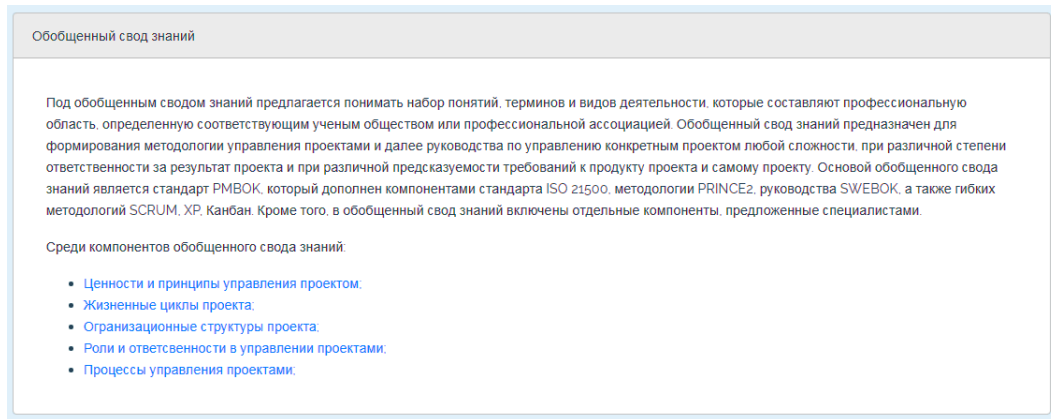 Обобщенный свод знаний
Под обобщенным сводом знаний предлагается понимать набор понятий, терминов и видов деятельности, которые составляют профессиональную
область, определенную соответствующим ученым обществом или профессиональной ассоциацией. Обобщенный свод знаний предназначен для
формирования методологии управления проектами и далее руководства по управлению конкретным проектом любой сложности, при различной степени
ответственности за результат проекта и при различной предсказуемости требований к продукту проекта и самому проекту. Основой обобщенного свода
знаний является стандарт PMBOK, который дополнен компонентами стандарта ISO 21500, методологии PRINCE2, руководства SWEBOK, а также гибких
методологий SCRUM, XP, Канбан. Кроме того, в обобщенный свод знаний включены отдельные компоненты, предложенные специалистами.
Среди компонентов обобщенного свода знаний:
• Ценности и принципы управления проектом;
• Жизненные циклы проекта;
• Огранизационные структуры проекта;
• Роли и ответсвенности в управлении проектами;
• Процессы управления проектами;